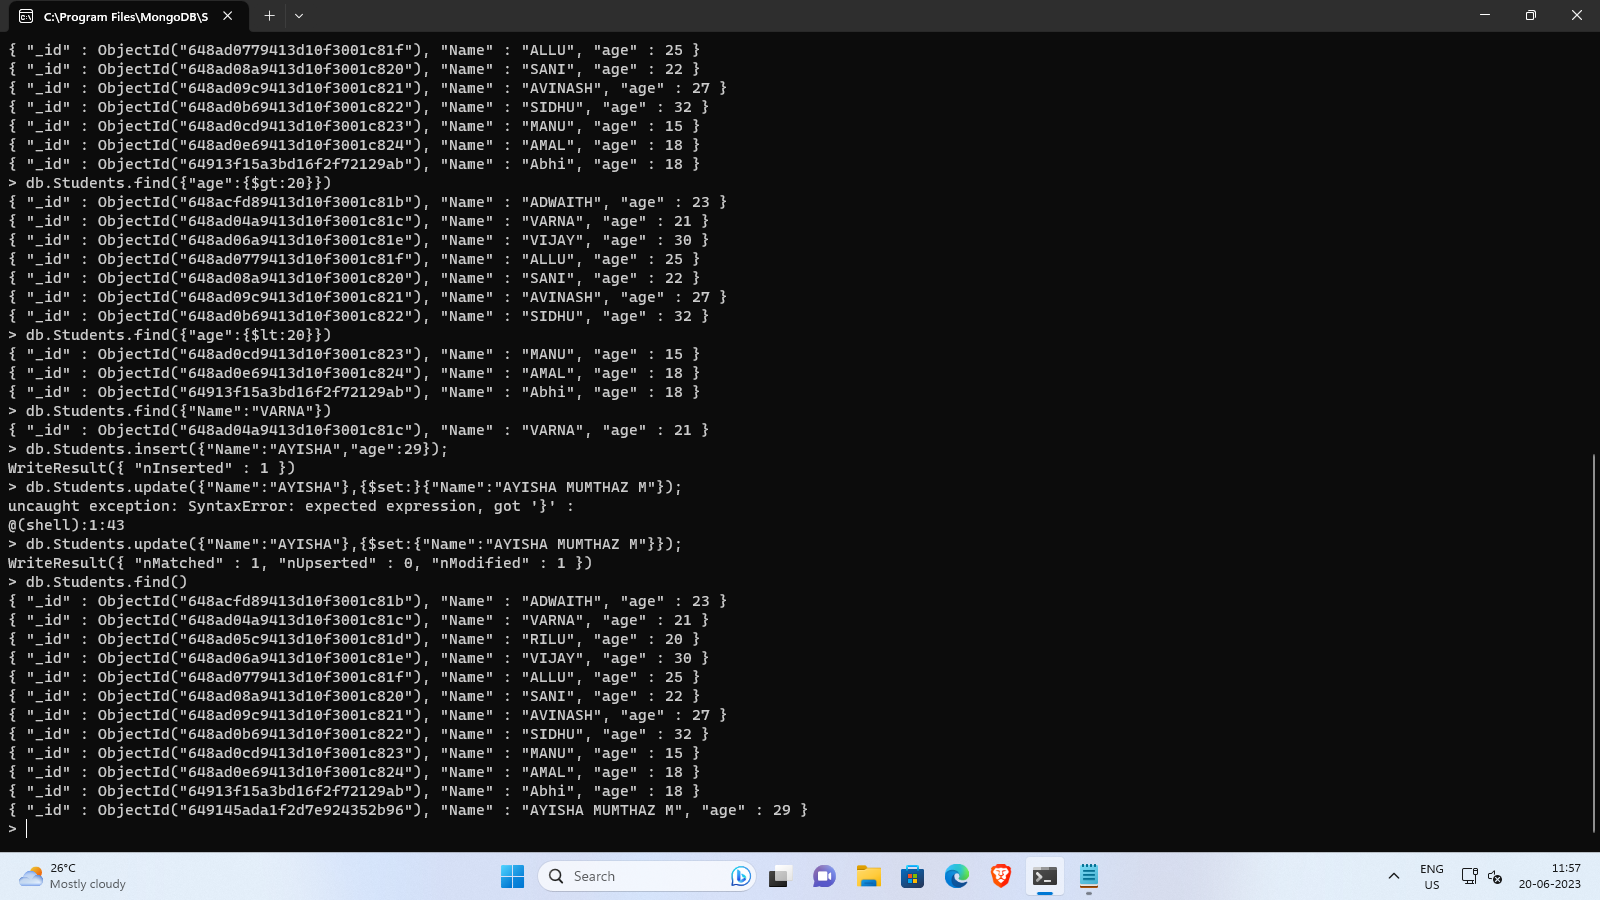 C:\Program Files\MongoDB\S
{ "_id" : ObjectId("648ad0779413d10f3001c81f"), "Name" : "ALLU", "age" : 25 }
{ "_id" : ObjectId("648ad08a9413d10f3001c820"), "Name" : "SANI", "age" : 22 }
{ "_id" : ObjectId("648ad09c9413d10f3001c821"), "Name" : "AVINASH", "age" : 27 }
{ "_id" : ObjectId("648ad0b69413d10f3001c822"), "Name" : "SIDHU", "age" : 32 }
{ "_id" : ObjectId("648ad0cd9413d10f3001c823"), "Name" : "MANU", "age" : 15 }
{ "_id" : ObjectId("648ad0e69413d10f3001c824"), "Name" : "AMAL", "age" : 18 }
{ "_id" : ObjectId("64913f15a3bd16f2f72129ab"), "Name" : "Abhi", "age" : 18 }
> db.Students.find({"age":{$gt:20}})
{ "_id" : ObjectId("648acfd89413d10f3001c81b"), "Name" : "ADWAITH", "age" : 23 }
{ "_id" : ObjectId("648ad04a9413d10f3001c81c"), "Name" : "VARNA", "age" : 21 }
{ "_id" : ObjectId("648ad06a9413d10f3001c81e"), "Name" : "VIJAY", "age" : 30 }
{ "_id" : ObjectId("648ad0779413d10f3001c81f"), "Name" : "ALLU", "age" : 25 }
{ "_id" : ObjectId("648ad08a9413d10f3001c820"), "Name" : "SANI", "age" : 22 }
{ "_id" : ObjectId("648ad09c9413d10f3001c821"), "Name" : "AVINASH", "age" : 27 }
{ "_id" : ObjectId("648ad0b69413d10f3001c822"), "Name" : "SIDHU", "age" : 32 }
> db.Students.find({"age":{$lt:20}})
{ "_id" : ObjectId("648ad0cd9413d10f3001c823"), "Name" : "MANU", "age" : 15 }
{ "_id" : ObjectId("648ad0e69413d10f3001c824"), "Name" : "AMAL", "age" : 18 }
{ "_id" : ObjectId("64913f15a3bd16f2f72129ab"), "Name" : "Abhi", "age" : 18 }
> db.Students.find({"Name":"VARNA"})
{ "_id" : ObjectId("648ad04a9413d10f3001c81c"), "Name" : "VARNA", "age" : 21 }
> db.Students.insert({"Name":"AYISHA","age":29});
WriteResult({ "nInserted" : 1 })
> db.Students.update({"Name":"AYISHA"},{$set:}{"Name":"AYISHA MUMTHAZ M"});
uncaught exception: SyntaxError: expected expression, got '}' :
@(shell):1:43
> db.Students.update({"Name":"AYISHA"},{$set:{"Name":"AYISHA MUMTHAZ M"}});
WriteResult({ "nMatched" : 1, "nUpserted" : 0, "nModified" : 1 })
> db.Students.find()
{ "_id" : ObjectId("648acfd89413d10f3001c81b"), "Name" : "ADWAITH", "age" : 23 }
{ "_id" : ObjectId("648ad04a9413d10f3001c81c"), "Name" : "VARNA", "age" : 21 }
{ "_id" : ObjectId("648ad05c9413d10f3001c81d"), "Name" : "RILU", "age" : 20 }
{ "_id" : ObjectId("648ad06a9413d10f3001c81e"), "Name" : "VIJAY", "age" : 30 }
{ "_id" : ObjectId("648ad0779413d10f3001c81f"), "Name" : "ALLU", "age" : 25 }
{ "_id" : ObjectId("648ad08a9413d10f3001c820"), "Name" : "SANI", "age" : 22 }
{ "_id" : ObjectId("648ad09c9413d10f3001c821"), "Name" : "AVINASH", "age" : 27 }
{ "_id" : ObjectId("648ad0b69413d10f3001c822"), "Name" : "SIDHU", "age" : 32 }
{ "_id" : ObjectId("648ad0cd9413d10f3001c823"), "Name" : "MANU", "age" : 15 }
{ "_id" : ObjectId("648ad0e69413d10f3001c824"), "Name" : "AMAL", "age" : 18 }
{ "_id" : ObjectId("64913f15a3bd16f2f72129ab"), "Name" : "Abhi", "age" : 18 }
{ "_id" : ObjectId("649145ada1f2d7e924352b96"), "Name" : "AYISHA MUMTHAZ M", "age" : 29 }
>
26°C
Mostly cloudy
Search
ENG
US
11:57
20-06-2023